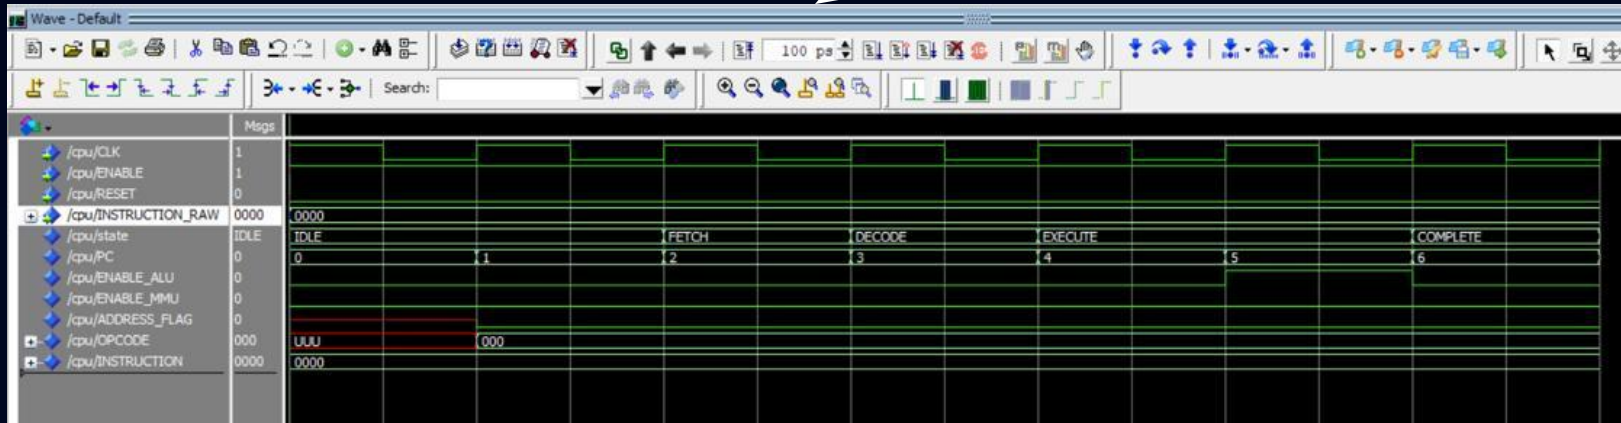 Wave - Default
100 ps
Search:
Msgs
/cpu/CLK 1
/cpu/ENABLE 1
/cpu/RESET 0
/cpu/INSTRUCTION_RAW 0000 0000
/cpu/state IDLE IDLE FETCH DECODE EXECUTE COMPLETE
/cpu/PC 0 0 1 2 3 4 5 6
/cpu/ENABLE_ALU 0
/cpu/ENABLE_MMU 0
/cpu/ADDRESS_FLAG 0
/cpu/OPCODE 000 UUU 000
/cpu/INSTRUCTION 0000 0000